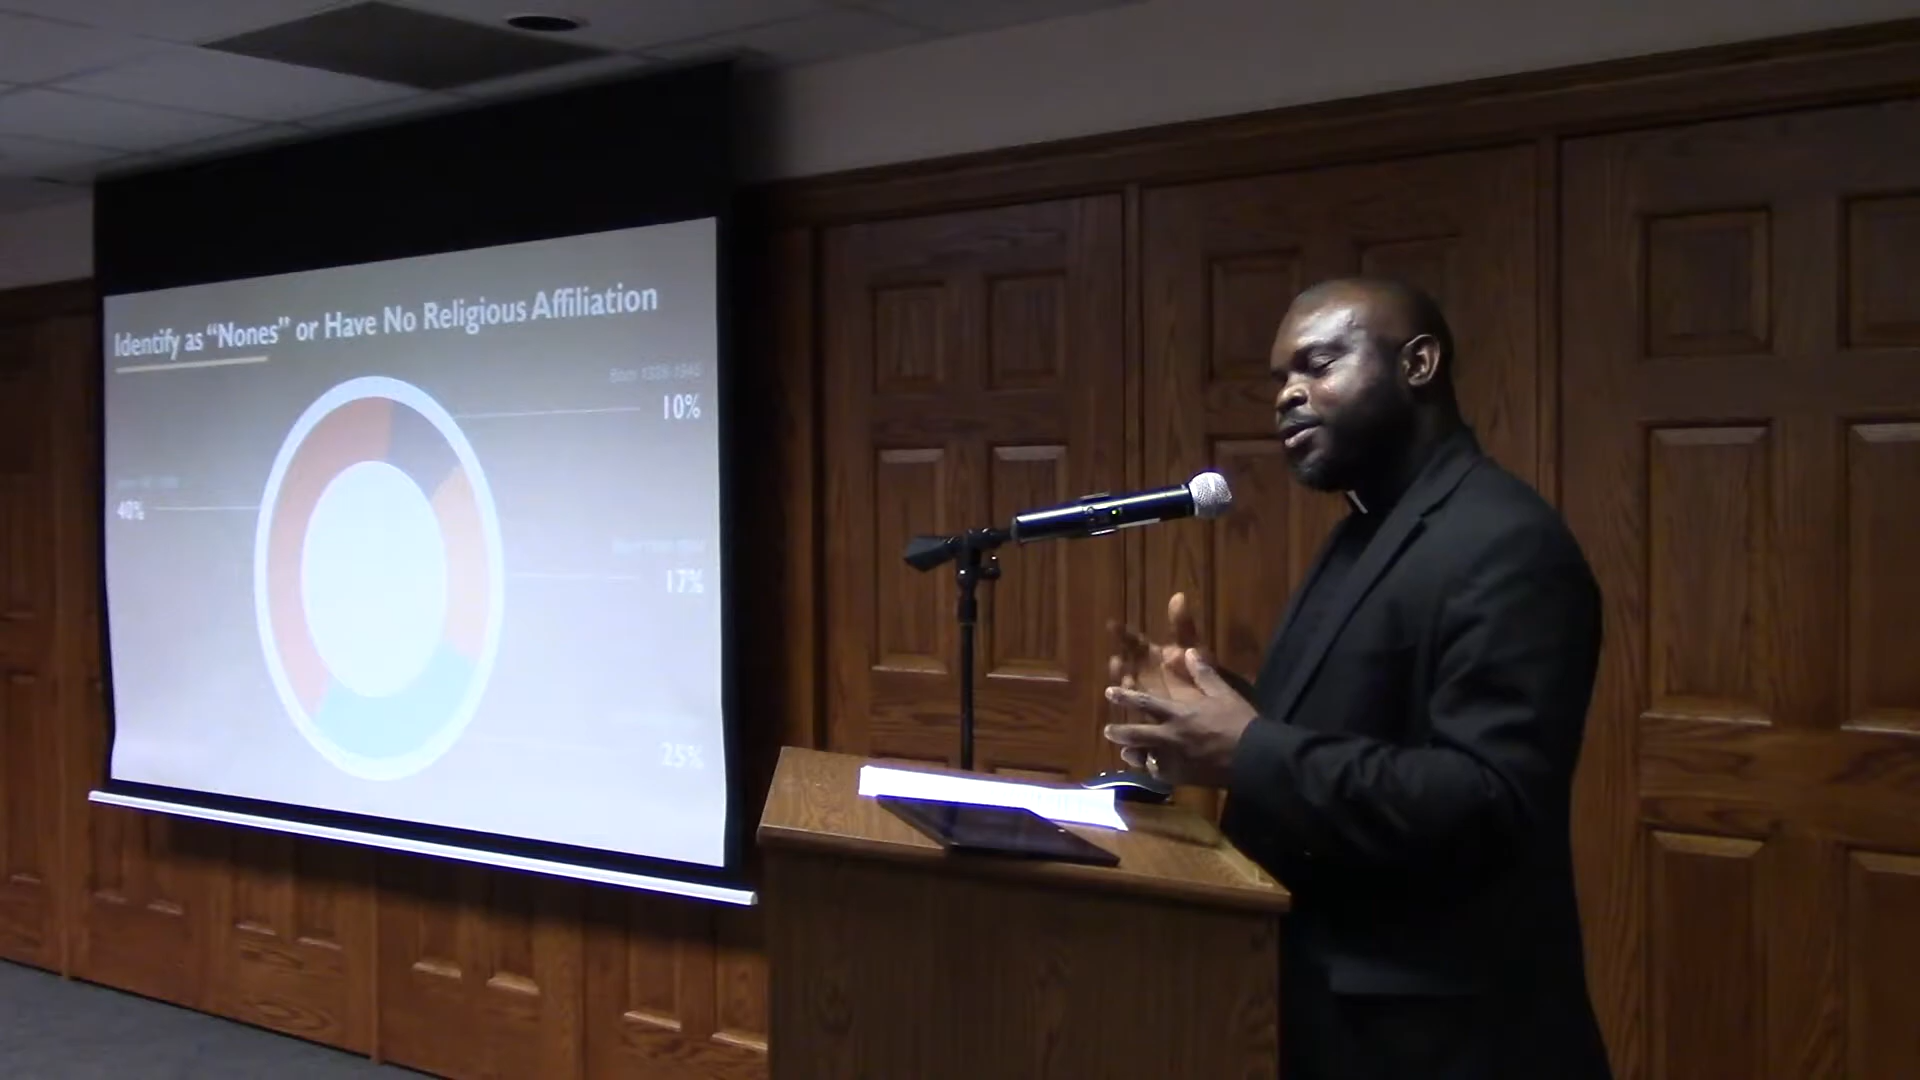 Identify as “Nones” or Have No Religious Affiliation
10%
40%
17%
25%